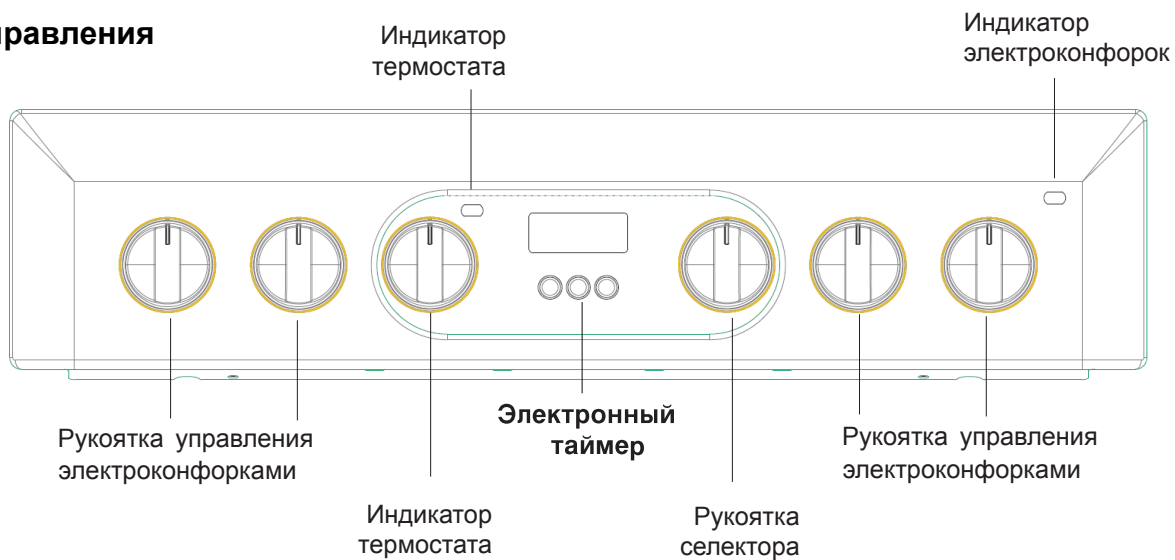 правления
Индикатор
термостата
Индикатор
электроконфорок
Рукоятка управления
электроконфорками
Электронный
таймер
Рукоятка управления
электроконфорками
Индикатор
термостата
Рукоятка
селектора